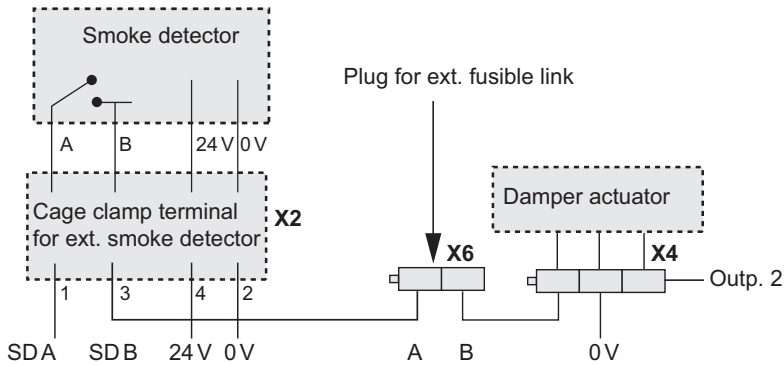 Smoke detector
Plug for ext. fusible link
A B 24 V 0 V
Cage clamp terminal
for ext. smoke detector
X2
Damper actuator
X6
X4
Outp. 2
1 3 4 2
SD A SD B 24 V 0 V A B 0 V